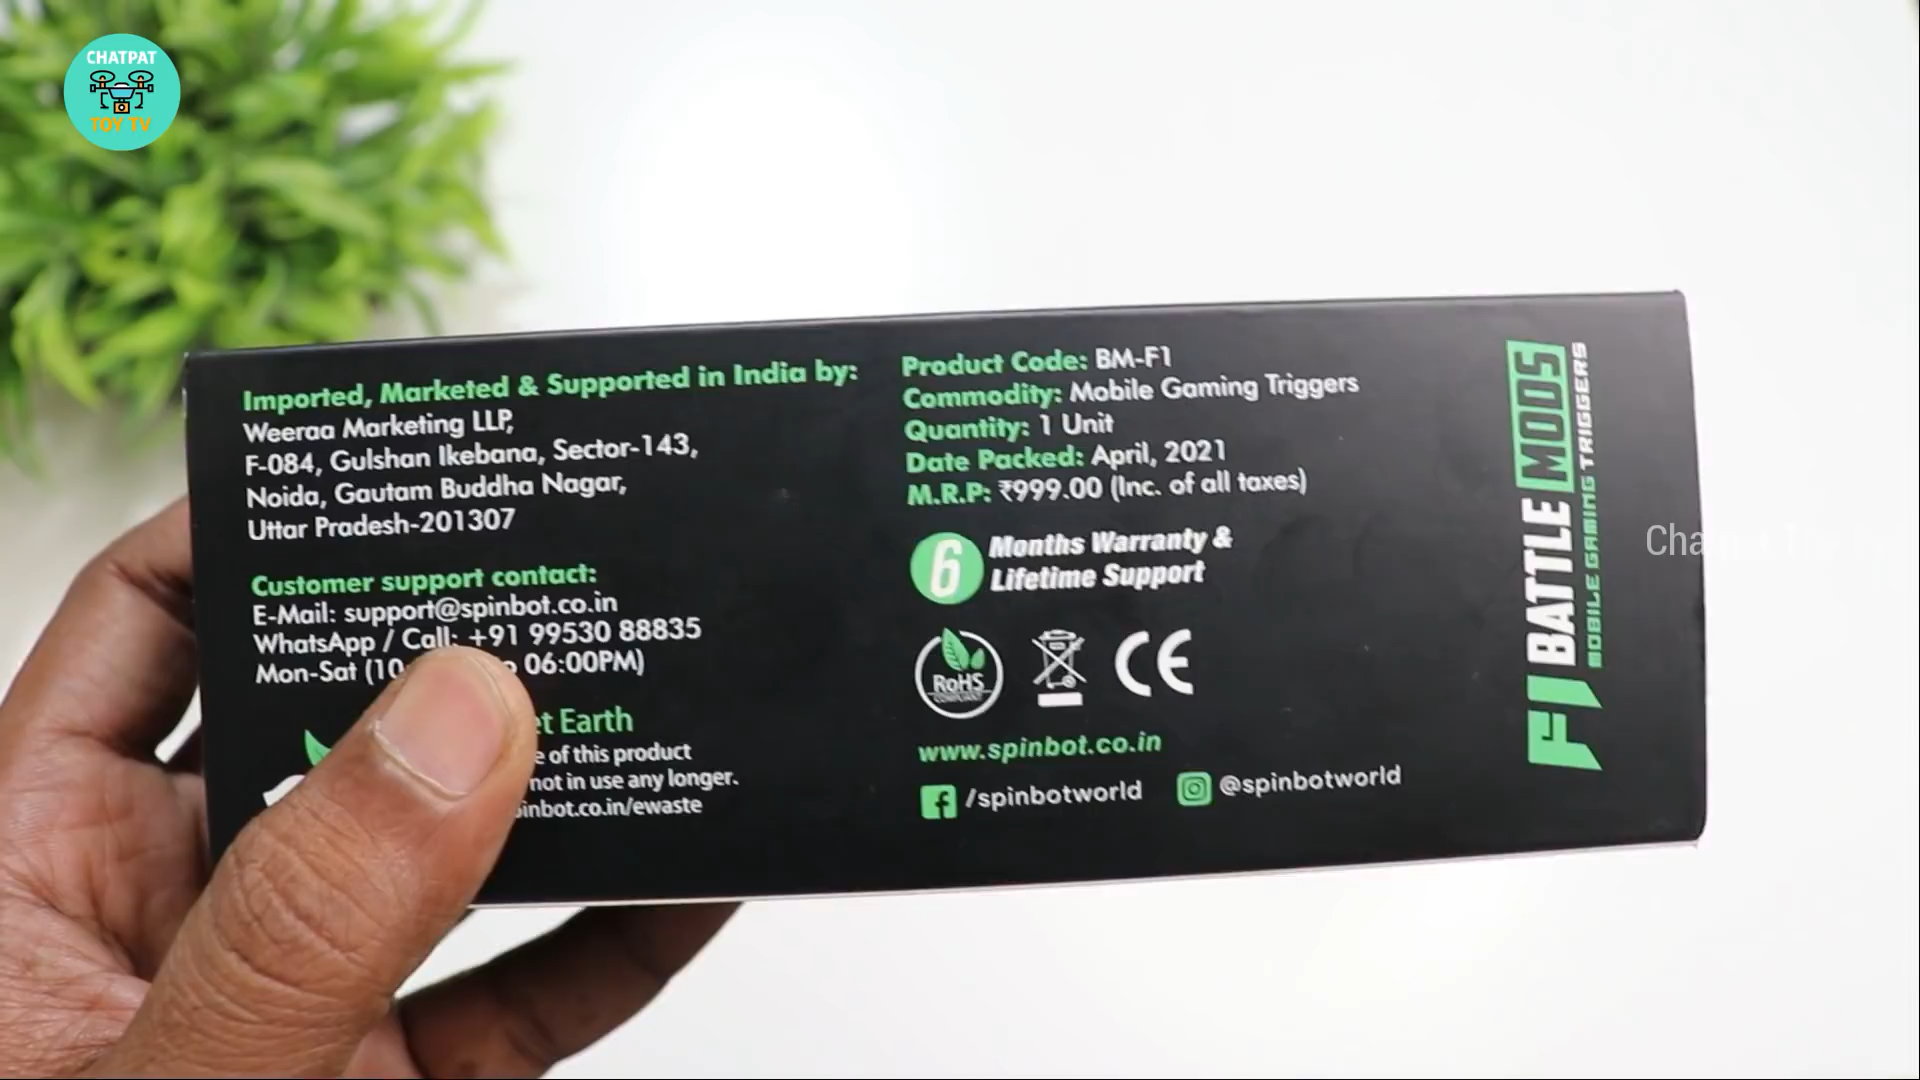 CHATPAT
TOY TV
Imported, Marketed & Supported in India by:
Weeraa Marketing LLP,
F-084, Gulshan Ikebana, Sector-143,
Noida, Gautam Buddha Nagar,
Uttar Pradesh-201307
Customer support contact:
E-Mail: support@spinbot.co.in
WhatsApp / Call: +91 99530 88835
Mon-Sat (10 06:00PM)
Earth
of this product
not in use any longer.
Product Code: BM-F1
Commodity: Mobile Gaming Triggers
Quantity: 1 Unit
Date Packed: April, 2021
M.R.P: ₹999.00 (Inc. of all taxes)
6 Months Warranty &
Lifetime Support
RoHS
COMPLIANT
CE
www.spinbot.co.in
/spinbotworld @spinbotworld
F1 BATTLE MODS
MOBILE GAMING TRIGGERS